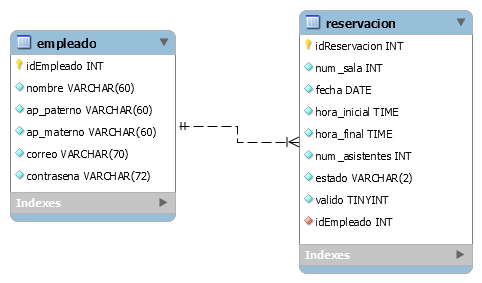 empleado
idEmpleado INT
nombre VARCHAR(60)
ap_paterno VARCHAR(60)
ap_materno VARCHAR(60)
correo VARCHAR(70)
contrasena VARCHAR(72)
Indexes
reservacion
idReservacion INT
num_sala INT
fecha DATE
hora_inicial TIME
hora_final TIME
num_asistentes INT
estado VARCHAR(2)
valido TINYINT
idEmpleado INT
Indexes